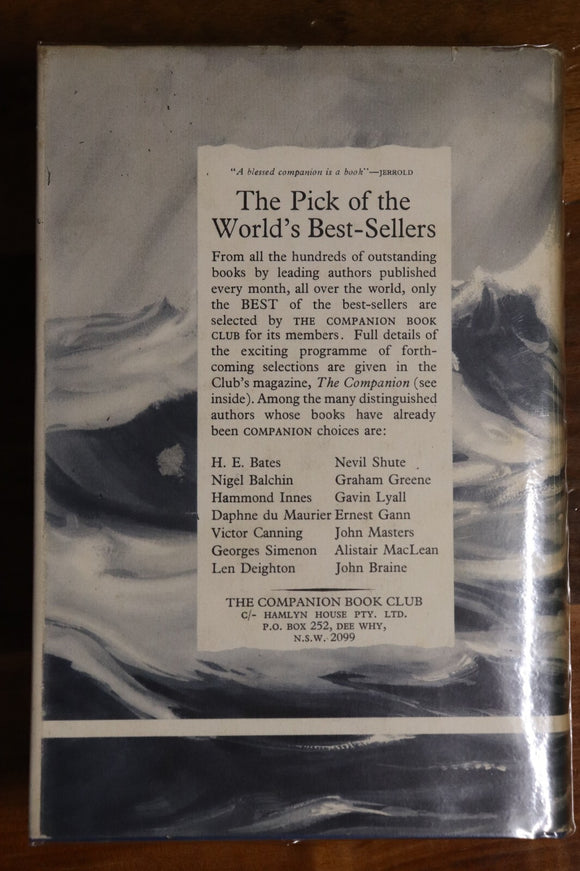 "A blessed companion is a book"—JERROLD
The Pick of the
World's Best-Sellers
From all the hundreds of outstanding
books by leading authors published
every month, all over the world, only
the BEST of the best-sellers are
selected by THE COMPANION BOOK
CLUB for its members. Full details of
the exciting programme of forth-
coming selections are given in the
Club's magazine, The Companion (see
inside). Among the many distinguished
authors whose books have already
been COMPANION choices are:
H. E. Bates Nevil Shute
Nigel Balchin Graham Greene
Hammond Innes Gavin Lyall
Daphne du Maurier Ernest Gann
Victor Canning John Masters
Georges Simenon Alistair MacLean
Len Deighton John Braine
THE COMPANION BOOK CLUB
C/- HAMLYN HOUSE PTY. LTD.
P.O. BOX 252, DEE WHY,
N.S.W. 2099